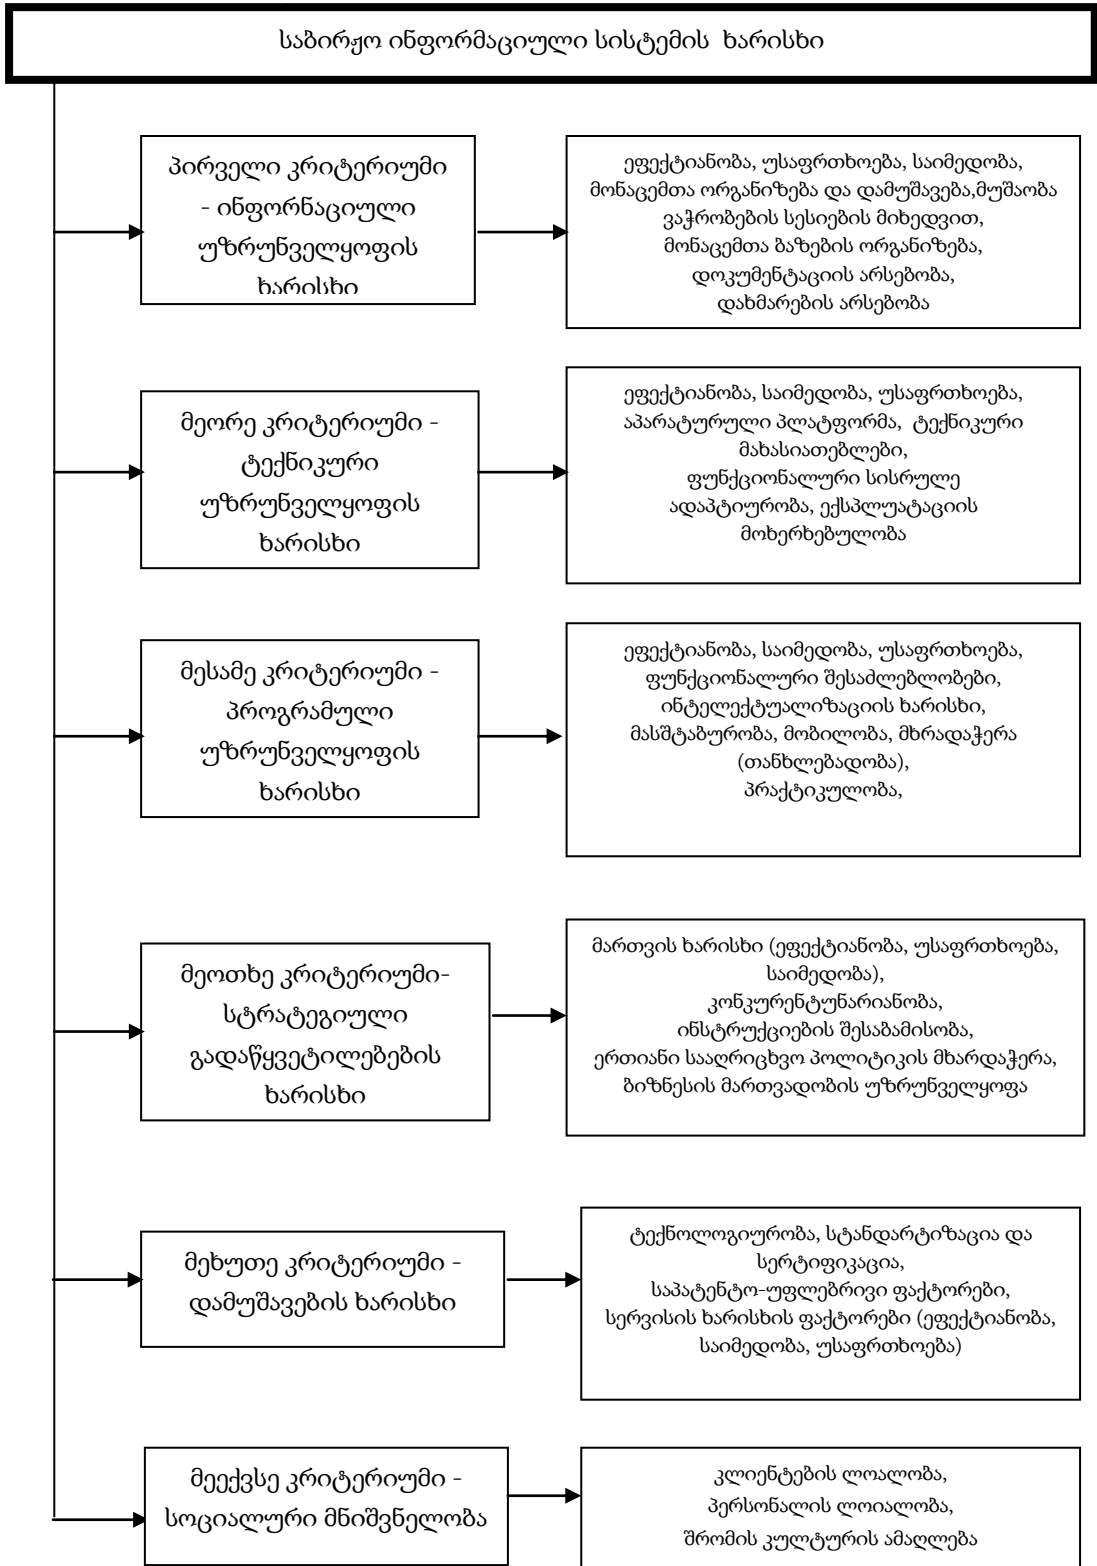 საბირჟო ინფორმაციული სისტემის ხარისხი
პირველი კრიტერიუმი
- ინფორნაციული
უზრუნველყოფის
ხარისხი
ეფექტიანობა, უსაფრთხოება, საიმედობა,
მონაცემთა ორგანიზება და დამუშავება,მუშაობა
ვაჭრობების სესიების მიხედვით,
მონაცემთა ბაზების ორგანიზება,
დოკუმენტაციის არსებობა,
დახმარების არსებობა
მეორე კრიტერიუმი -
ტექნიკური
უზრუნველყოფის
ხარისხი
ეფექტიანობა, საიმედობა, უსაფრთხოება,
აპარატურული პლატფორმა, ტექნიკური
მახასიათებლები,
ფუნქციონალური სისრულე
ადაპტიურობა, ექსპლუატაციის
მოხერხებულობა
მესამე კრიტერიუმი -
პროგრამული
უზრუნველყოფის
ხარისხი
ეფექტიანობა, საიმედობა, უსაფრთხოება,
ფუნქციონალური შესაძლებლობები,
ინტელექტუალიზაციის ხარისხი,
მასშტაბურობა, მობილობა, მხრადაჭერა
(თანხლებადობა),
პრაქტიკულობა,
მეოთხე კრიტერიუმი-
სტრატეგიული
გადაწყვეტილებების
ხარისხი
მართვის ხარისხი (ეფექტიანობა, უსაფრთხოება,
საიმედობა),
კონკურენტუნარიანობა,
ინსტრუქციების შესაბამისობა,
ერთიანი სააღრიცხვო პოლიტიკის მხარდაჭერა,
ბიზნესის მართვადობის უზრუნველყოფა
მეხუთე კრიტერიუმი -
დამუშავების ხარისხი
ტექნოლოგიურობა, სტანდარტიზაცია და
სერტიფიკაცია,
საპატენტო-უფლებრივი ფაქტორები,
სერვისის ხარისხის ფაქტორები (ეფექტიანობა,
საიმედობა, უსაფრთხოება)
მეექვსე კრიტერიუმი -
სოციალური მნიშვნელობა
კლიენტების ლოალობა,
პერსონალის ლოიალობა,
შრომის კულტურის ამაღლება